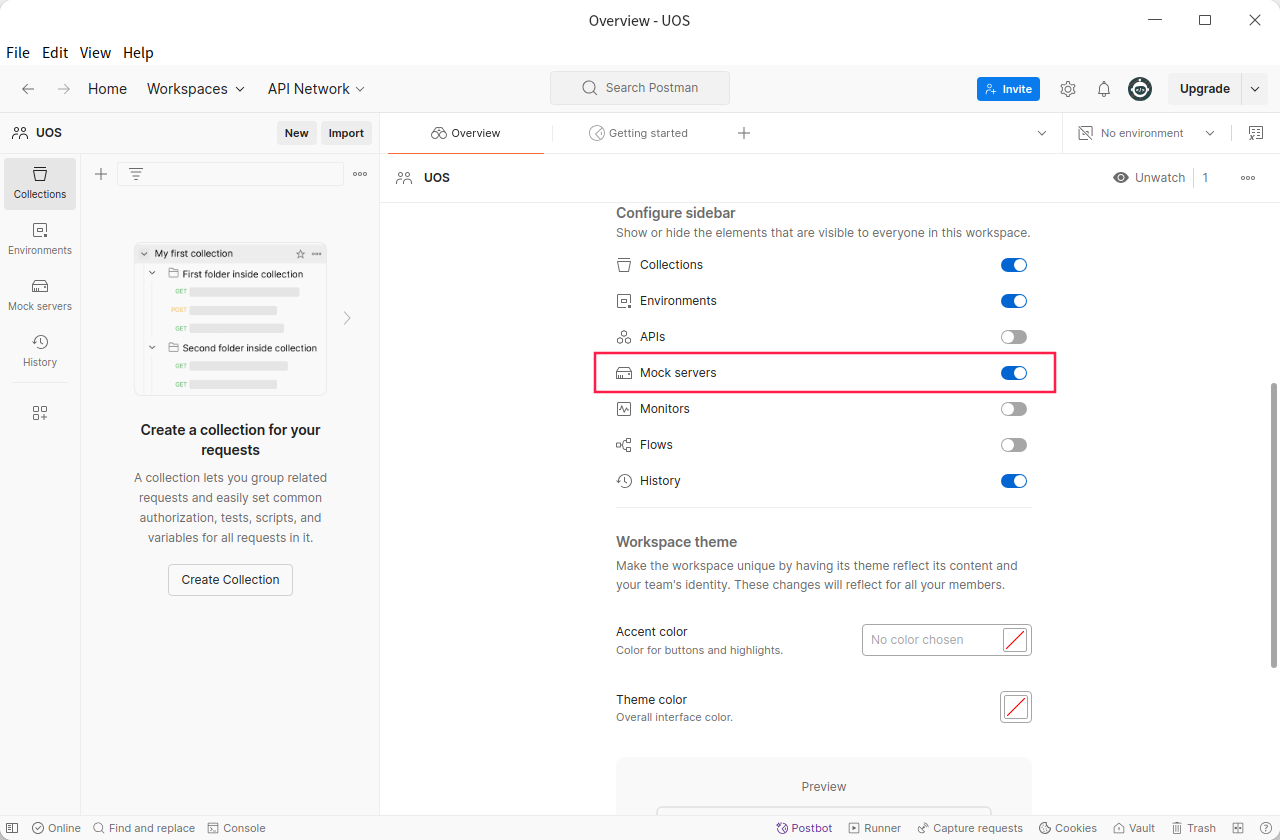 Overview - UOS
File Edit View Help
Home Workspaces API Network Search Postman Invite Upgrade
UOS New Import Overview Getting started No environment
UOS Unwatch 1
Collections
Environments
Mock servers
History
My first collection
First folder inside collection
GET
POST
GET
Second folder inside collection
GET
GET
Create a collection for your
requests
A collection lets you group related
requests and easily set common
authorization, tests, scripts, and
variables for all requests in it.
Create Collection
Configure sidebar
Show or hide the elements that are visible to everyone in this workspace.
Collections
Environments
APIs
Mock servers
Monitors
Flows
History
Workspace theme
Make the workspace unique by having its theme reflect its content and
your team's identity. These changes will reflect for all your members.
Accent color
Color for buttons and highlights.
No color chosen
Theme color
Overall interface color.
Preview
Online Find and replace Console Postbot Runner Capture requests Cookies Vault Trash